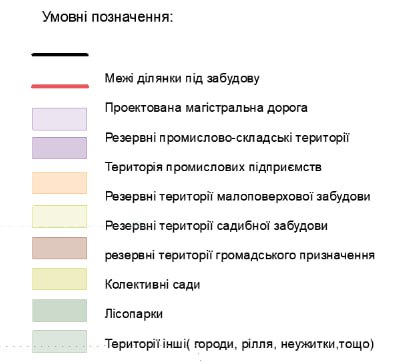 Умовні позначення:
Межі ділянки під забудову
Проектована магістральна дорога
Резервні промислово-складські території
Територія промислових підприємств
Резервні території малоповерхової забудови
Резервні території садибної забудови
резервні території громадського призначення
Колективні сади
Лісопарки
Території інші( городи, рілля, неужитки,тощо)